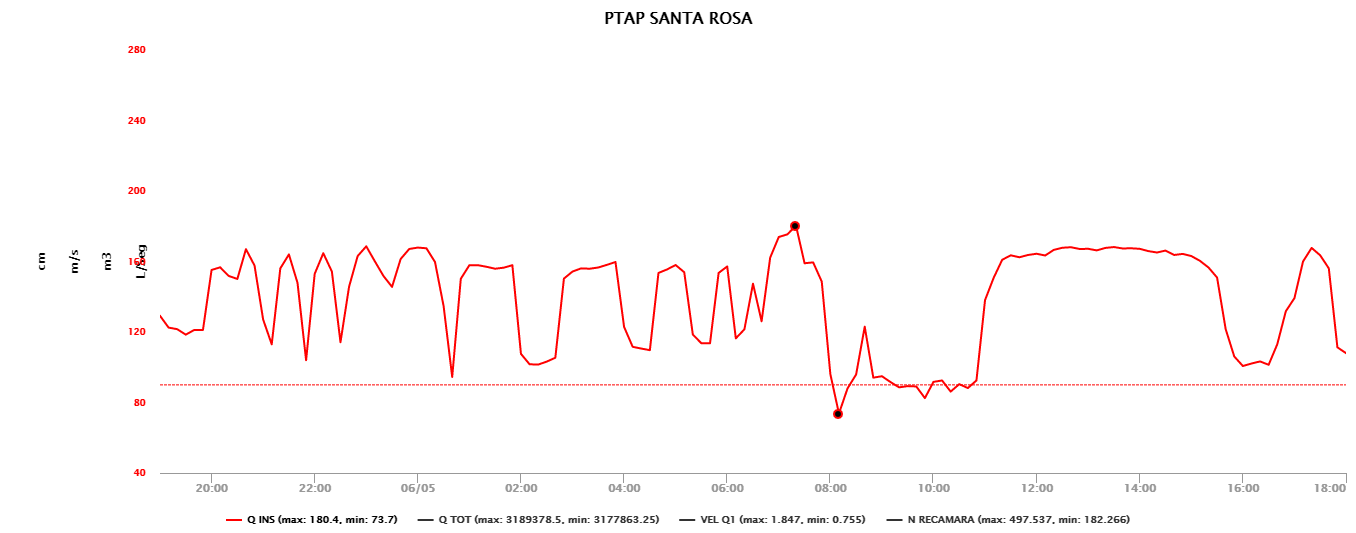 PTAP SANTA ROSA
280
240
200
160
120
80
40
cm
m/s
m3
L/seg
20:00 22:00 06/05 02:00 04:00 06:00 08:00 10:00 12:00 14:00 16:00 18:00
Q INS (max: 180.4, min: 73.7) Q TOT (max: 3189378.5, min: 3177863.25) VEL Q1 (max: 1.847, min: 0.755) N RECAMARA (max: 497.537, min: 182.266)